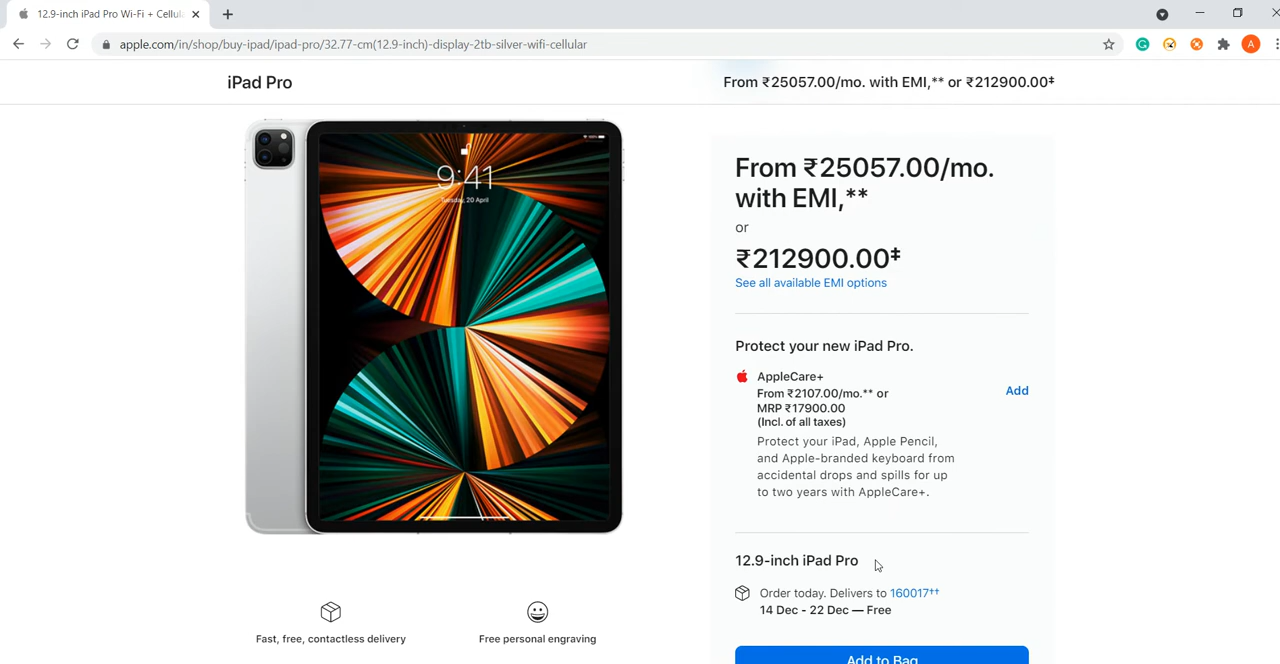 12.9-inch iPad Pro Wi-Fi + Cellul
apple.com/in/shop/buy-ipad/ipad-pro/32.77-cm(12.9-inch)-display-2tb-silver-wifi-cellular
A
iPad Pro
From ₹25057.00/mo. with EMI,** or ₹212900.00‡
9:41
Tuesday, 20 April
From ₹25057.00/mo.
with EMI,**
or
₹212900.00‡
See all available EMI options
Protect your new iPad Pro.
AppleCare+
From ₹2107.00/mo.** or
MRP ₹17900.00
(Incl. of all taxes)
Add
Protect your iPad, Apple Pencil,
and Apple-branded keyboard from
accidental drops and spills for up
to two years with AppleCare+.
12.9-inch iPad Pro
Order today. Delivers to 160017††
14 Dec - 22 Dec — Free
Fast, free, contactless delivery
Free personal engraving
Add to Bag